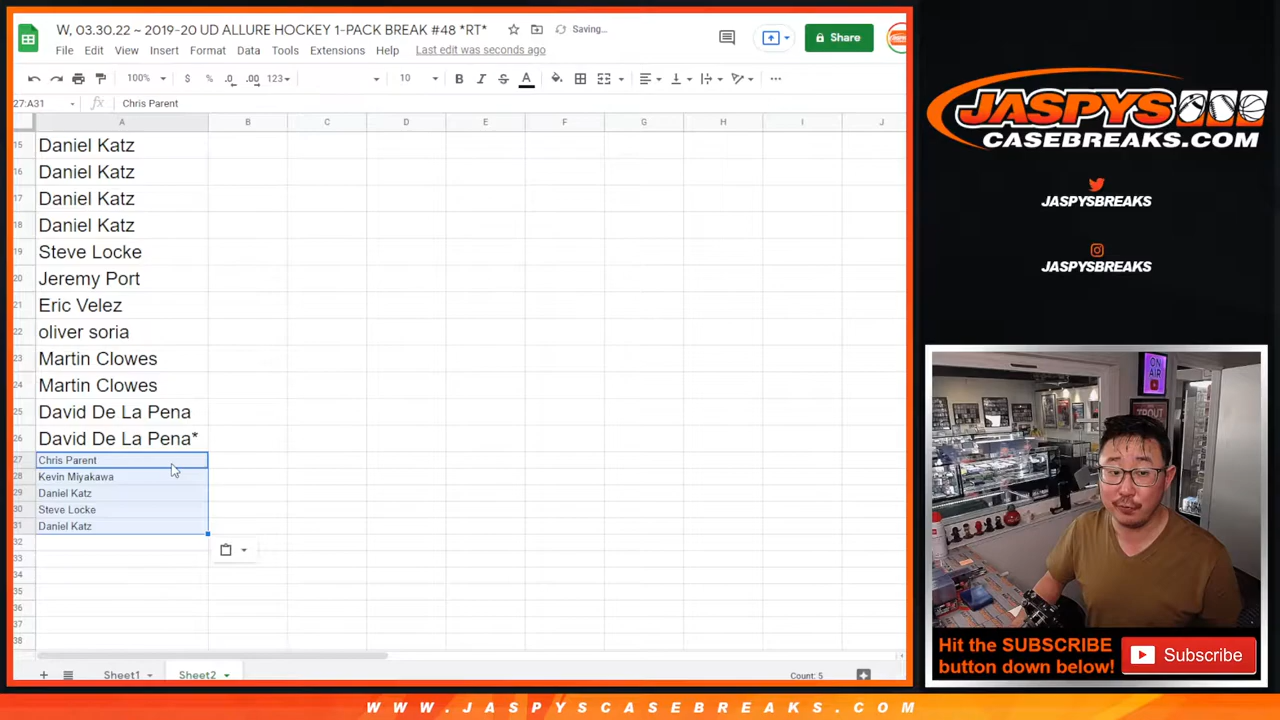 W, 03.30.22 ~ 2019-20 UD ALLURE HOCKEY 1-PACK BREAK #48 *RT*
Saving...
Share
File Edit View Insert Format Data Tools Extensions Help Last edit was seconds ago
100% $ % .0 .00 123 10 B I S A
27:A31 fx Chris Parent
A B C D E F G H I J
15 Daniel Katz
16 Daniel Katz
17 Daniel Katz
18 Daniel Katz
19 Steve Locke
20 Jeremy Port
21 Eric Velez
22 oliver soria
23 Martin Clowes
24 Martin Clowes
25 David De La Pena
26 David De La Pena*
27 Chris Parent
28 Kevin Miyakawa
29 Daniel Katz
30 Steve Locke
31 Daniel Katz
32
33
34
35
36
37
38
Sheet1 Sheet2 Count: 5
JASPYS
CASEBREAKS.COM
JASPYSBREAKS
JASPYSBREAKS
ON AIR
TROUT
Hit the SUBSCRIBE
button down below!
Subscribe
WWW.JASPYSCASEBREAKS.COM